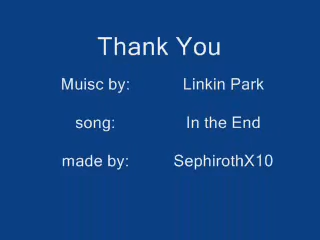 Thank You
Muisc by: Linkin Park
song: In the End
made by: SephirothX10